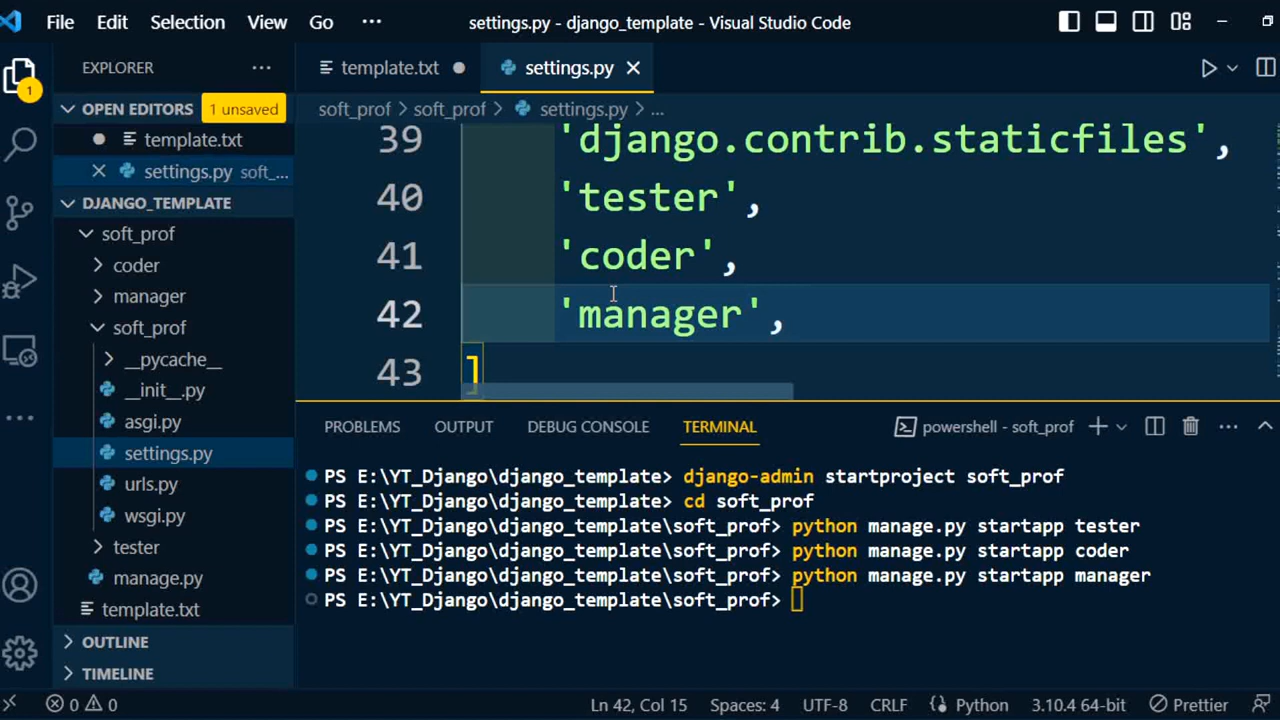 File Edit Selection View Go ··· settings.py - django_template - Visual Studio Code
EXPLORER ···
template.txt
settings.py
OPEN EDITORS 1 unsaved
soft_prof > soft_prof > settings.py > ...
template.txt
settings.py soft_...
DJANGO_TEMPLATE
soft_prof
coder
manager
soft_prof
__pycache__
__init__.py
asgi.py
settings.py
urls.py
wsgi.py
tester
manage.py
template.txt
OUTLINE
TIMELINE
1
39 'django.contrib.staticfiles',
40 'tester',
41 'coder',
42 'manager',
43 ]
PROBLEMS OUTPUT DEBUG CONSOLE TERMINAL powershell - soft_prof
PS E:\YT_Django\django_template> django-admin startproject soft_prof
PS E:\YT_Django\django_template> cd soft_prof
PS E:\YT_Django\django_template\soft_prof> python manage.py startapp tester
PS E:\YT_Django\django_template\soft_prof> python manage.py startapp coder
PS E:\YT_Django\django_template\soft_prof> python manage.py startapp manager
PS E:\YT_Django\django_template\soft_prof>
0 0 Ln 42, Col 15 Spaces: 4 UTF-8 CRLF Python 3.10.4 64-bit Prettier